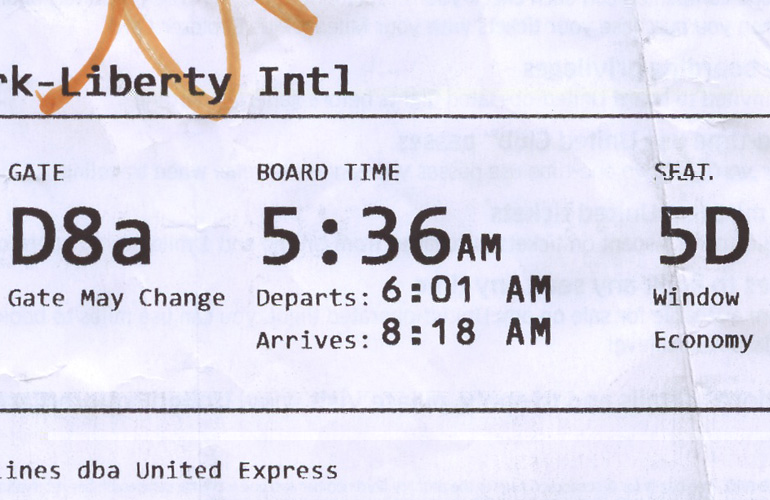 rk-Liberty Intl
GATE BOARD TIME SEAT.
D8a 5:36AM 5D
Gate May Change Departs: 6:01 AM Window
Arrives: 8:18 AM Economy
lines dba United Express